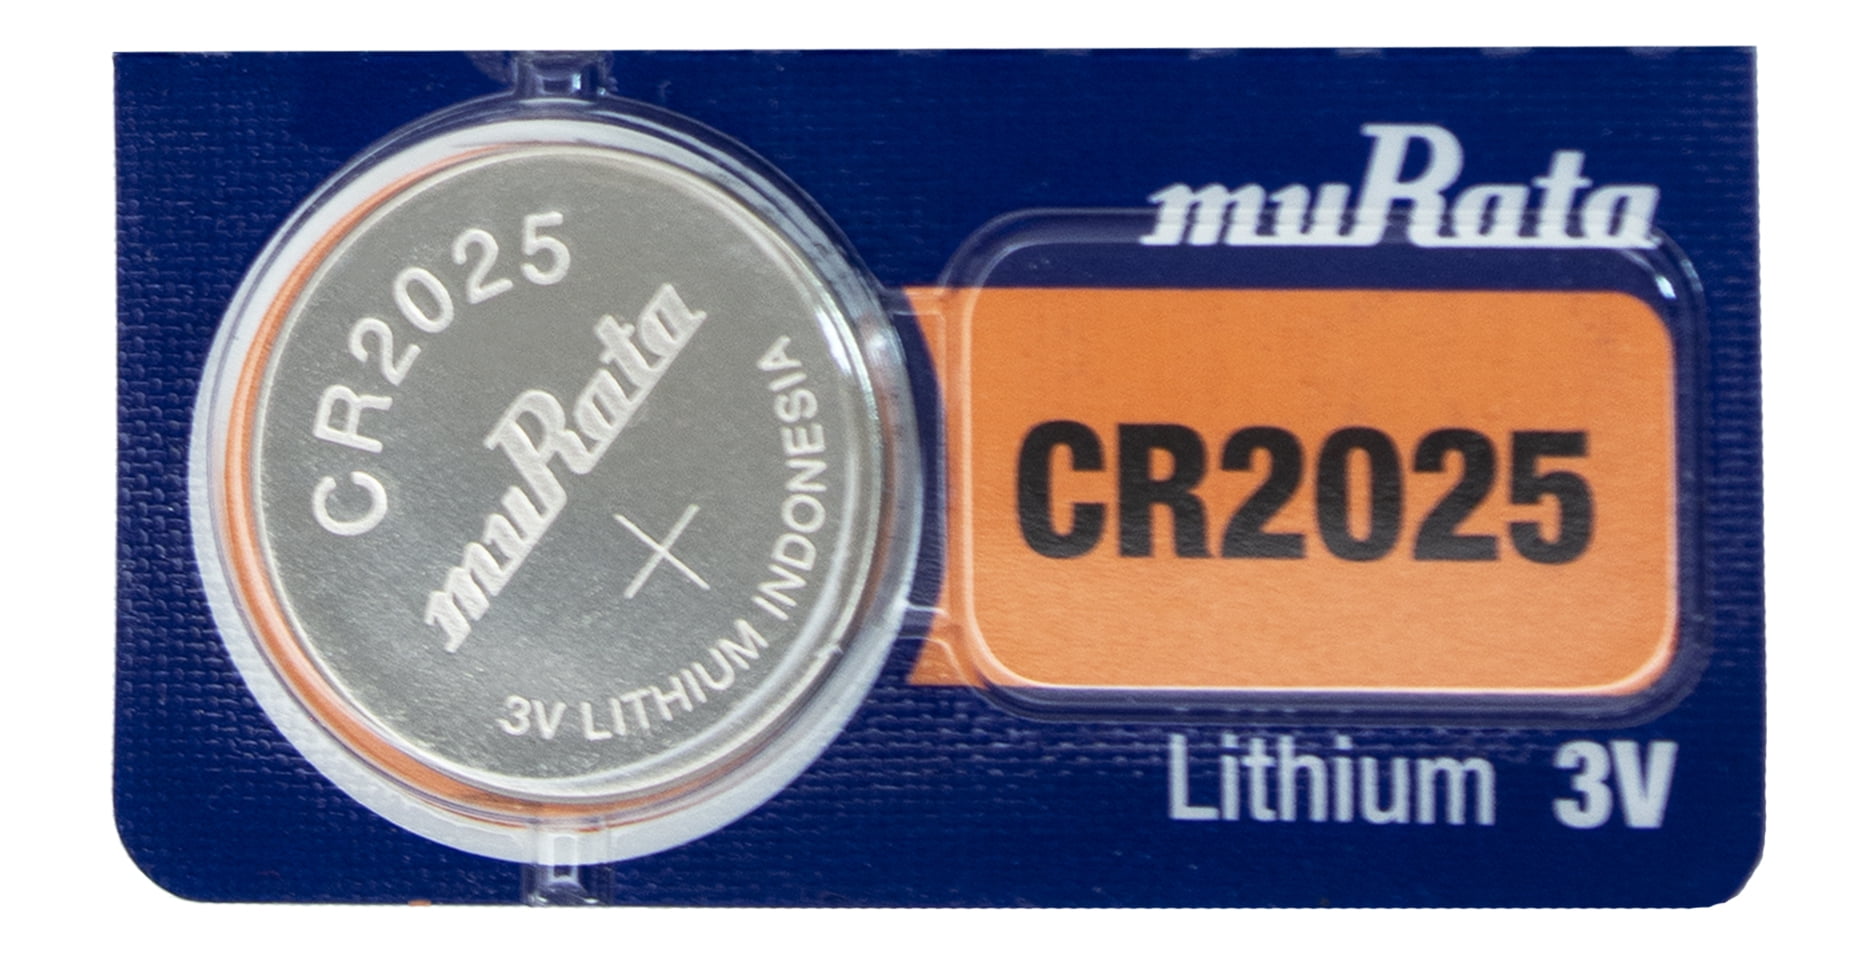 CR2025
muRata
+
3V LITHIUM INDONESIA
muRata
CR2025
Lithium 3V